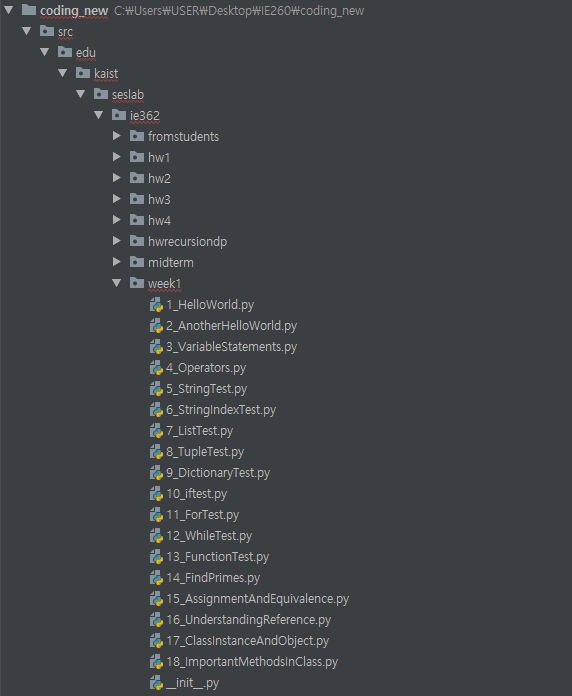 coding_new C:₩Users₩USER₩Desktop₩IE260₩coding_new
src
edu
kaist
seslab
ie362
fromstudents
hw1
hw2
hw3
hw4
hwrecursiondp
midterm
week1
1_HelloWorld.py
2_AnotherHelloWorld.py
3_VariableStatements.py
4_Operators.py
5_StringTest.py
6_StringIndexTest.py
7_ListTest.py
8_TupleTest.py
9_DictionaryTest.py
10_iftest.py
11_ForTest.py
12_WhileTest.py
13_FunctionTest.py
14_FindPrimes.py
15_AssignmentAndEquivalence.py
16_UnderstandingReference.py
17_ClassInstanceAndObject.py
18_ImportantMethodsInClass.py
__init__.py